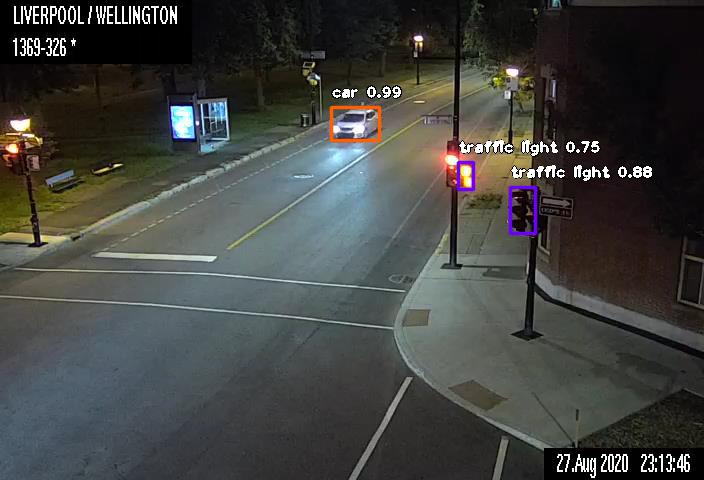 LIVERPOOL / WELLINGTON
1369-326 *
car 0.99
traffic light 0.75
traffic light 0.88
27.Aug 2020 23:13:46